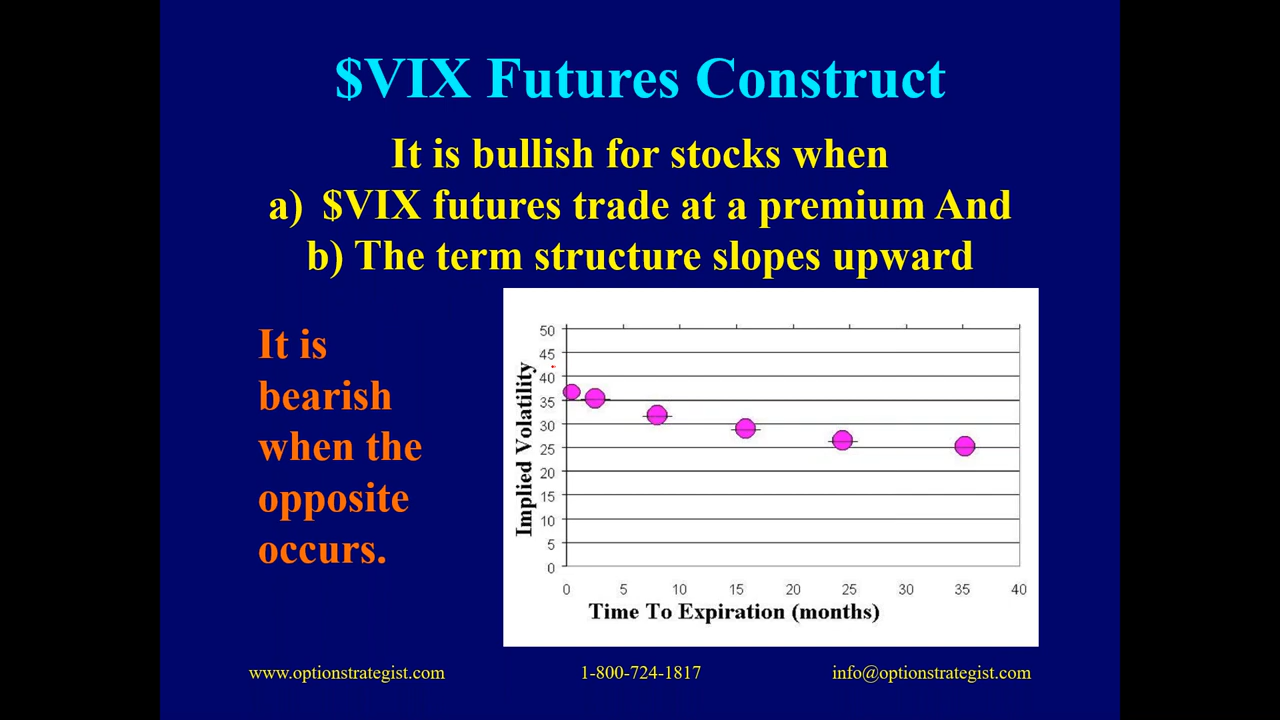 $VIX Futures Construct
It is bullish for stocks when
a) $VIX futures trade at a premium And
b) The term structure slopes upward
It is
bearish
when the
opposite
occurs.
Implied Volatility
50
45
40
35
30
25
20
15
10
5
0
0 5 10 15 20 25 30 35 40
Time To Expiration (months)
www.optionstrategist.com 1-800-724-1817 info@optionstrategist.com